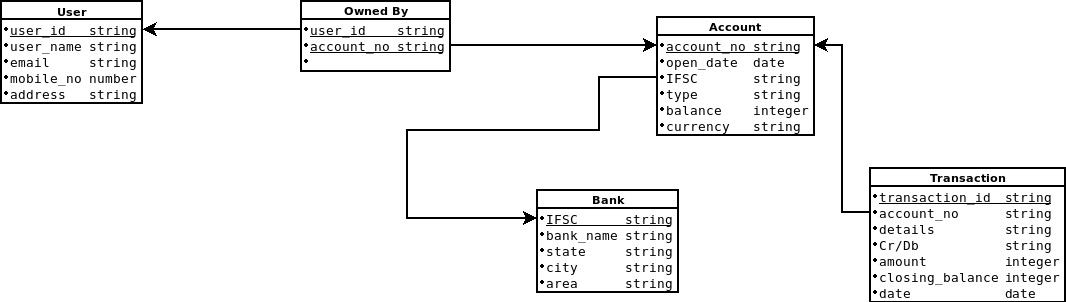 User
user_id string
user_name string
email string
mobile_no number
address string
Owned By
user_id string
account_no string
Account
account_no string
open_date date
IFSC string
type string
balance integer
currency string
Bank
IFSC string
bank_name string
state string
city string
area string
Transaction
transaction_id string
account_no string
details string
Cr/Db string
amount integer
closing_balance integer
date date